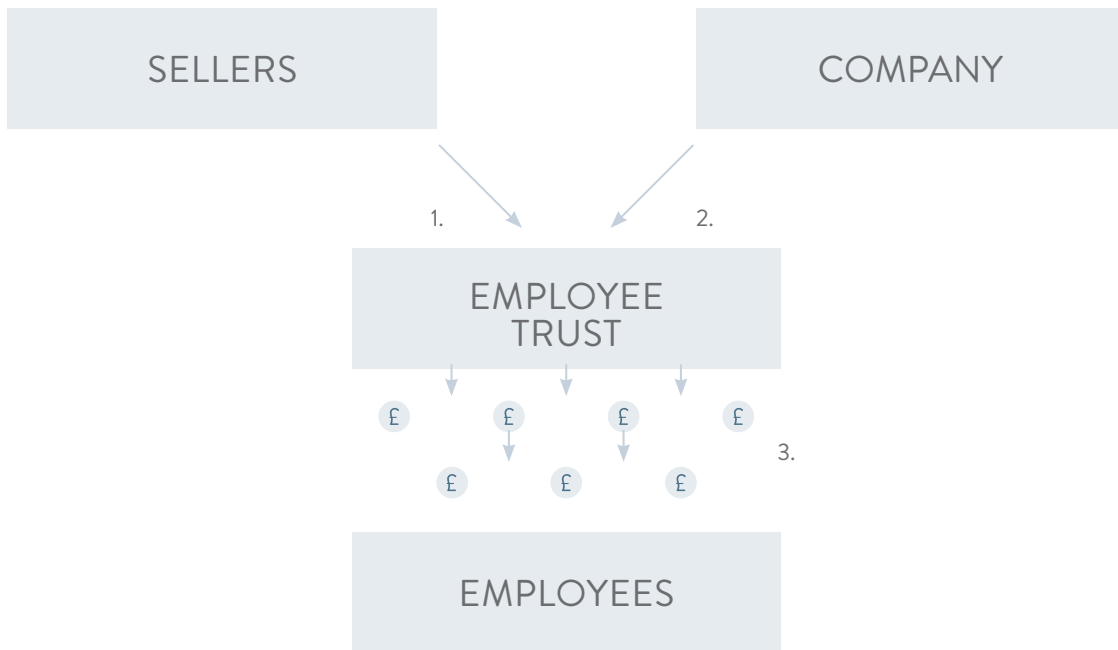 SELLERS
COMPANY
1.
2.
EMPLOYEE
TRUST
£ £ £ £
3.
£ £ £
EMPLOYEES